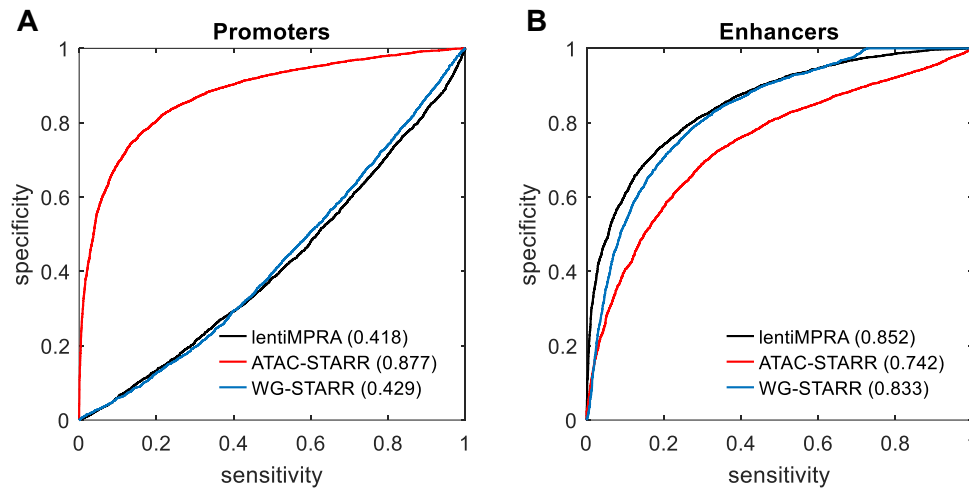 A
Promoters
1
0.8
0.6
0.4
0.2
0
specificity
0
0.2
0.4
0.6
0.8
1
sensitivity
lentiMPRA (0.418)
ATAC-STARR (0.877)
WG-STARR (0.429)
B
Enhancers
1
0.8
0.6
0.4
0.2
0
specificity
0
0.2
0.4
0.6
0.8
1
sensitivity
lentiMPRA (0.852)
ATAC-STARR (0.742)
WG-STARR (0.833)